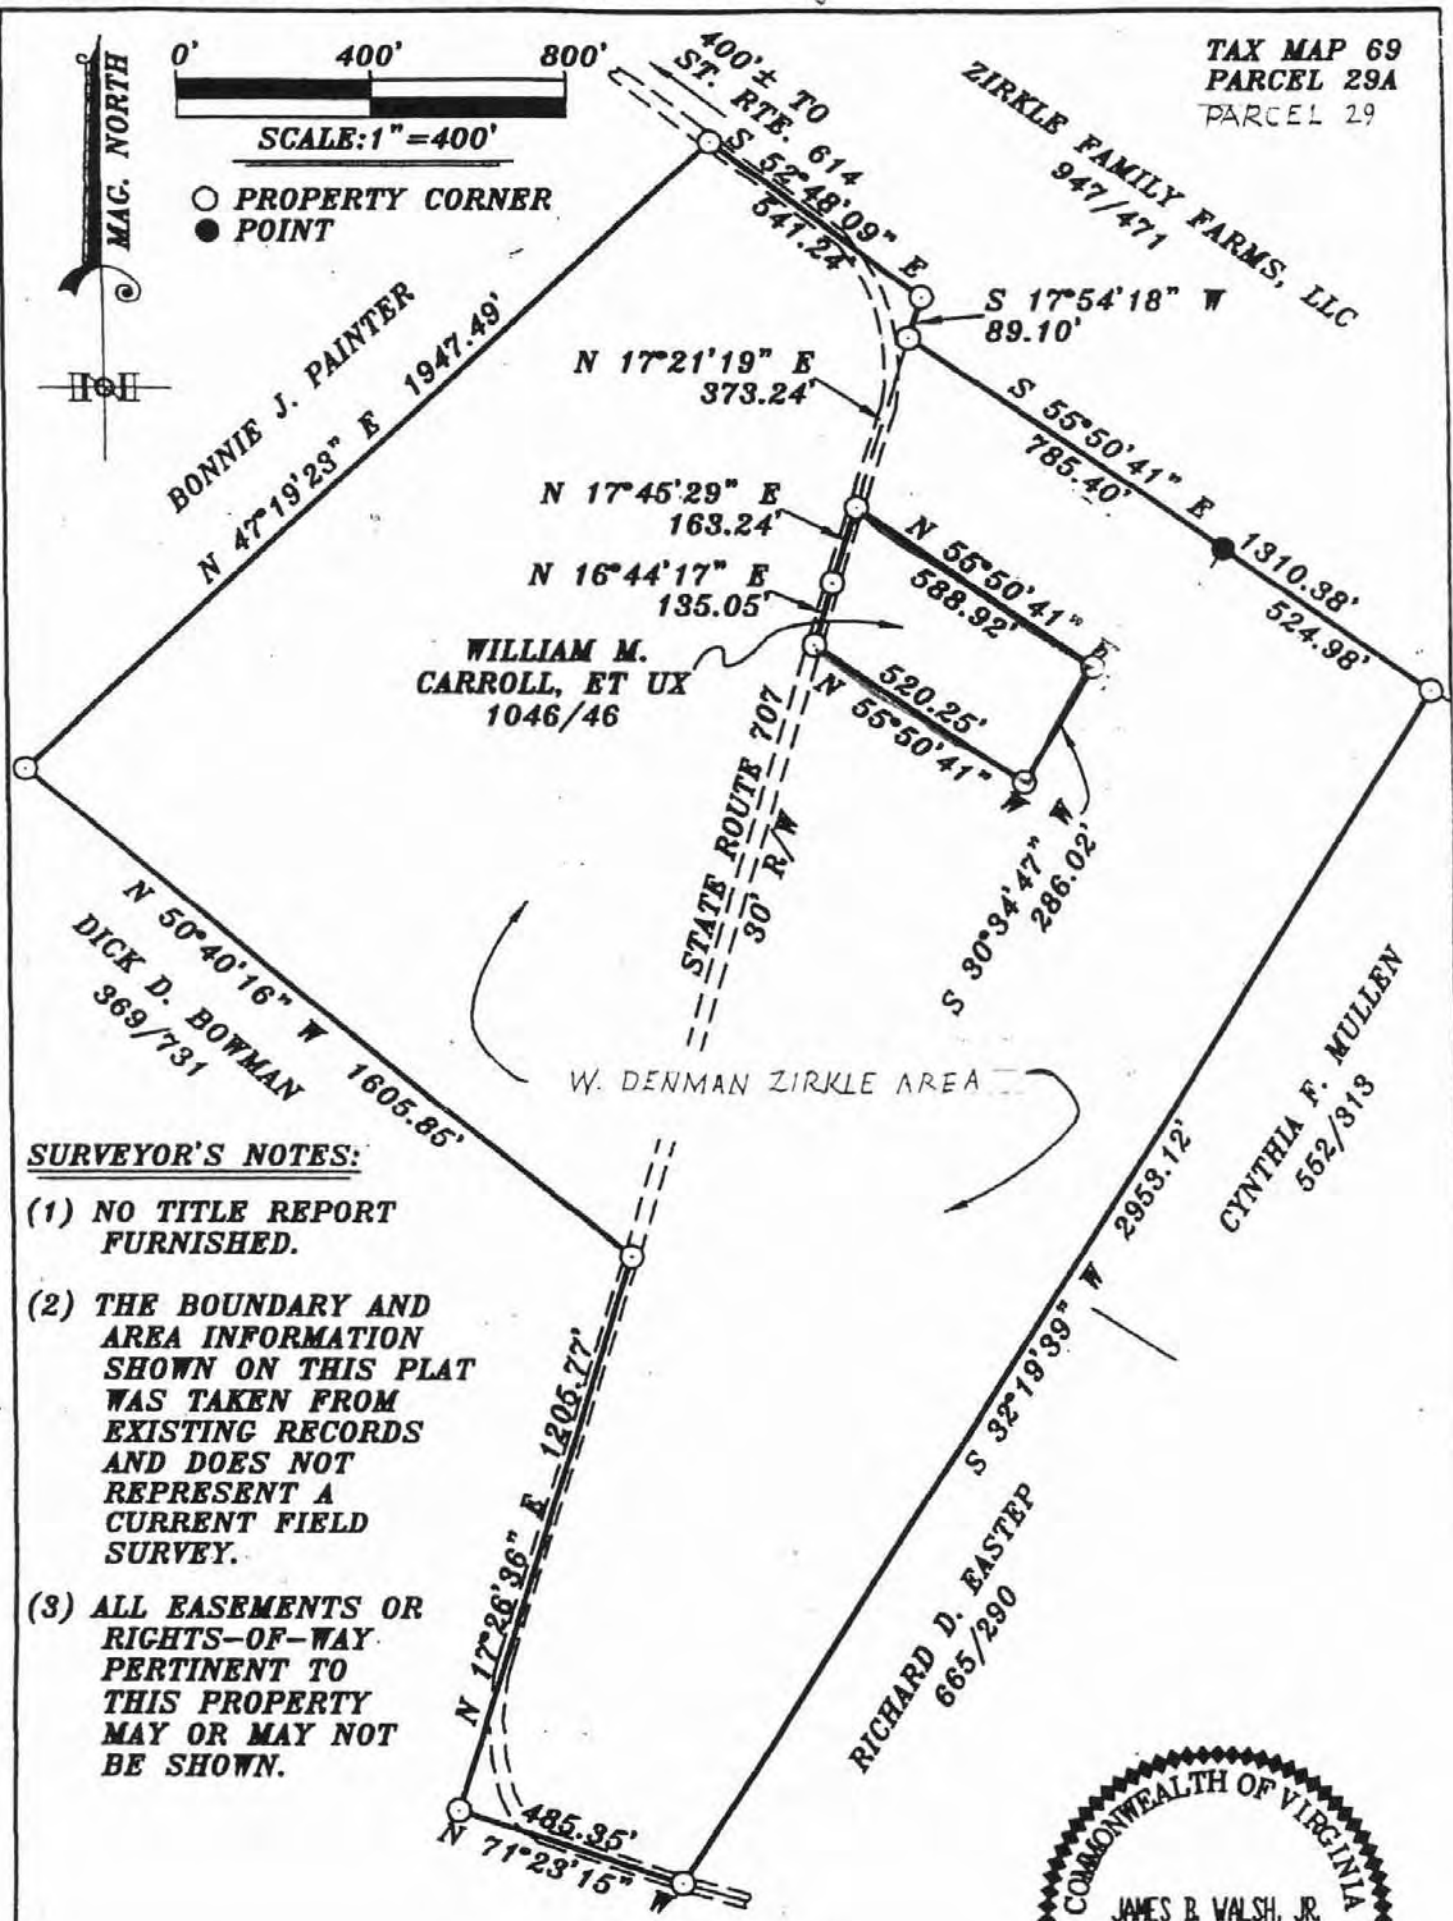 0' 400' 800'
SCALE:1"=400'
MAG. NORTH
PROPERTY CORNER
POINT
400'± TO
ST. RTE. 614
TAX MAP 69
PARCEL 29A
PARCEL 29
ZIRKLE FAMILY FARMS, LLC
947/471
S 52°48'09" E
541.24'
S 17°54'18" W
89.10'
BONNIE J. PAINTER
N 47°19'23" E 1947.49'
N 17°21'19" E
373.24'
S 55°50'41" E
785.40'
1310.38'
524.98'
N 17°45'29" E
163.24'
N 16°44'17" E
135.05'
N 55°50'41" E
588.92'
WILLIAM M.
CARROLL, ET UX
1046/46
520.25'
N 55°50'41" W
S 30°34'47" W
286.02'
STATE ROUTE 707
30' R/W
N 50°40'16" W 1605.85'
DICK D. BOWMAN
369/731
W. DENMAN ZIRKLE AREA
CYNTHIA F. MULLEN
552/313
S 32°19'39" W 2953.12'
RICHARD D. EASTEP
665/290
SURVEYOR'S NOTES:
(1) NO TITLE REPORT
FURNISHED.
(2) THE BOUNDARY AND
AREA INFORMATION
SHOWN ON THIS PLAT
WAS TAKEN FROM
EXISTING RECORDS
AND DOES NOT
REPRESENT A
CURRENT FIELD
SURVEY.
(3) ALL EASEMENTS OR
RIGHTS-OF-WAY
PERTINENT TO
THIS PROPERTY
MAY OR MAY NOT
BE SHOWN.
N 17°26'36" E 1205.77'
485.35'
N 71°23'15" W
COMMONWEALTH OF VIRGINIA
JAMES B. WALSH, JR.